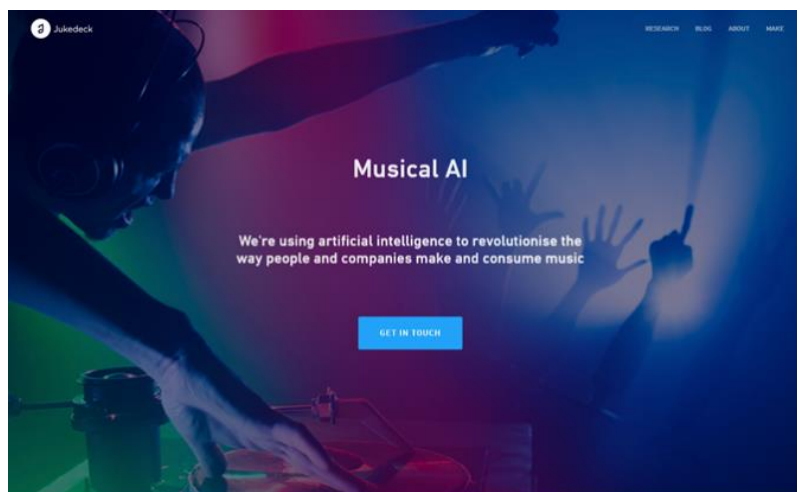 Jukedeck
RESEARCH BLOG ABOUT MAKE
Musical AI
We're using artificial intelligence to revolutionise the
way people and companies make and consume music
GET IN TOUCH